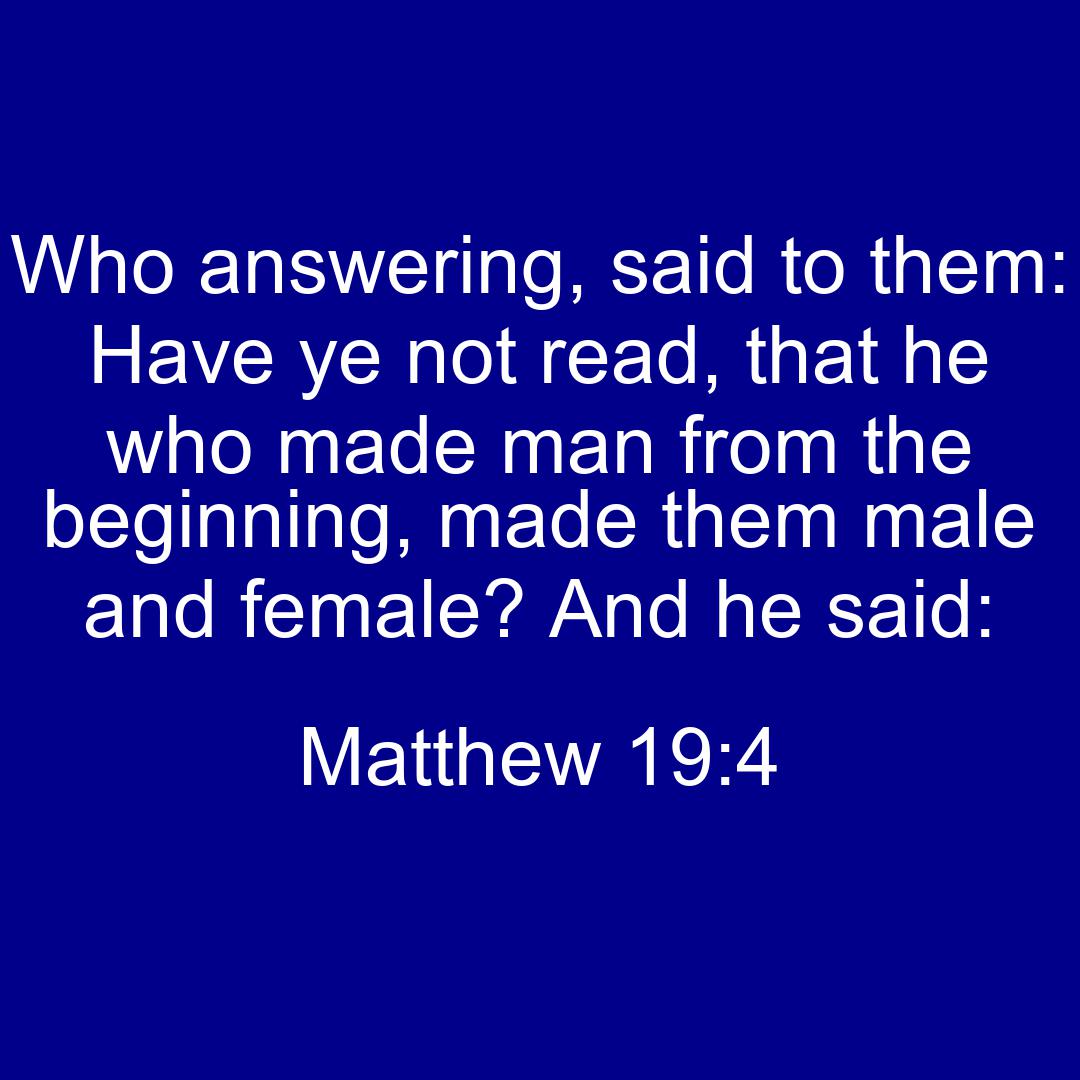 Who answering, said to them:
Have ye not read, that he
who made man from the
beginning, made them male
and female? And he said:
Matthew 19:4